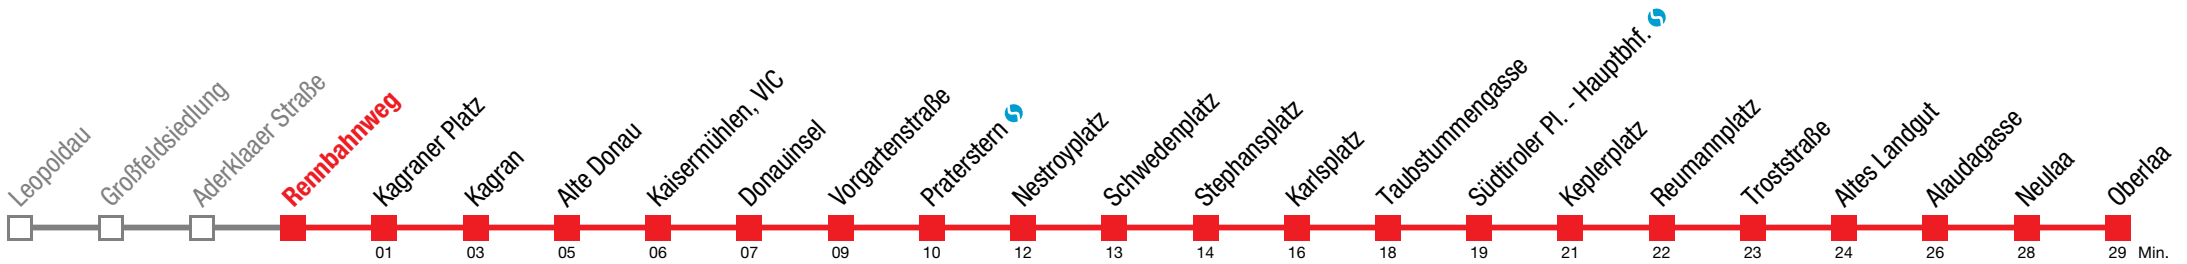 Leopoldau
Großfeldsiedlung
Aderklaaer Straße
Rennbahnweg
Kagraner Platz
Kagran
Alte Donau
Kaisermühlen, VIC
Donauinsel
Vorgartenstraße
Praterstern
Nestroyplatz
Schwedenplatz
Stephansplatz
Karlsplatz
Taubstummengasse
Südtiroler Pl. - Hauptbhf.
Keplerplatz
Reumannplatz
Troststraße
Altes Landgut
Alaudagasse
Neulaa
Oberlaa
01 03 05 06 07 09 10 12 13 14 16 18 19 21 22 23 24 26 28 29 Min.